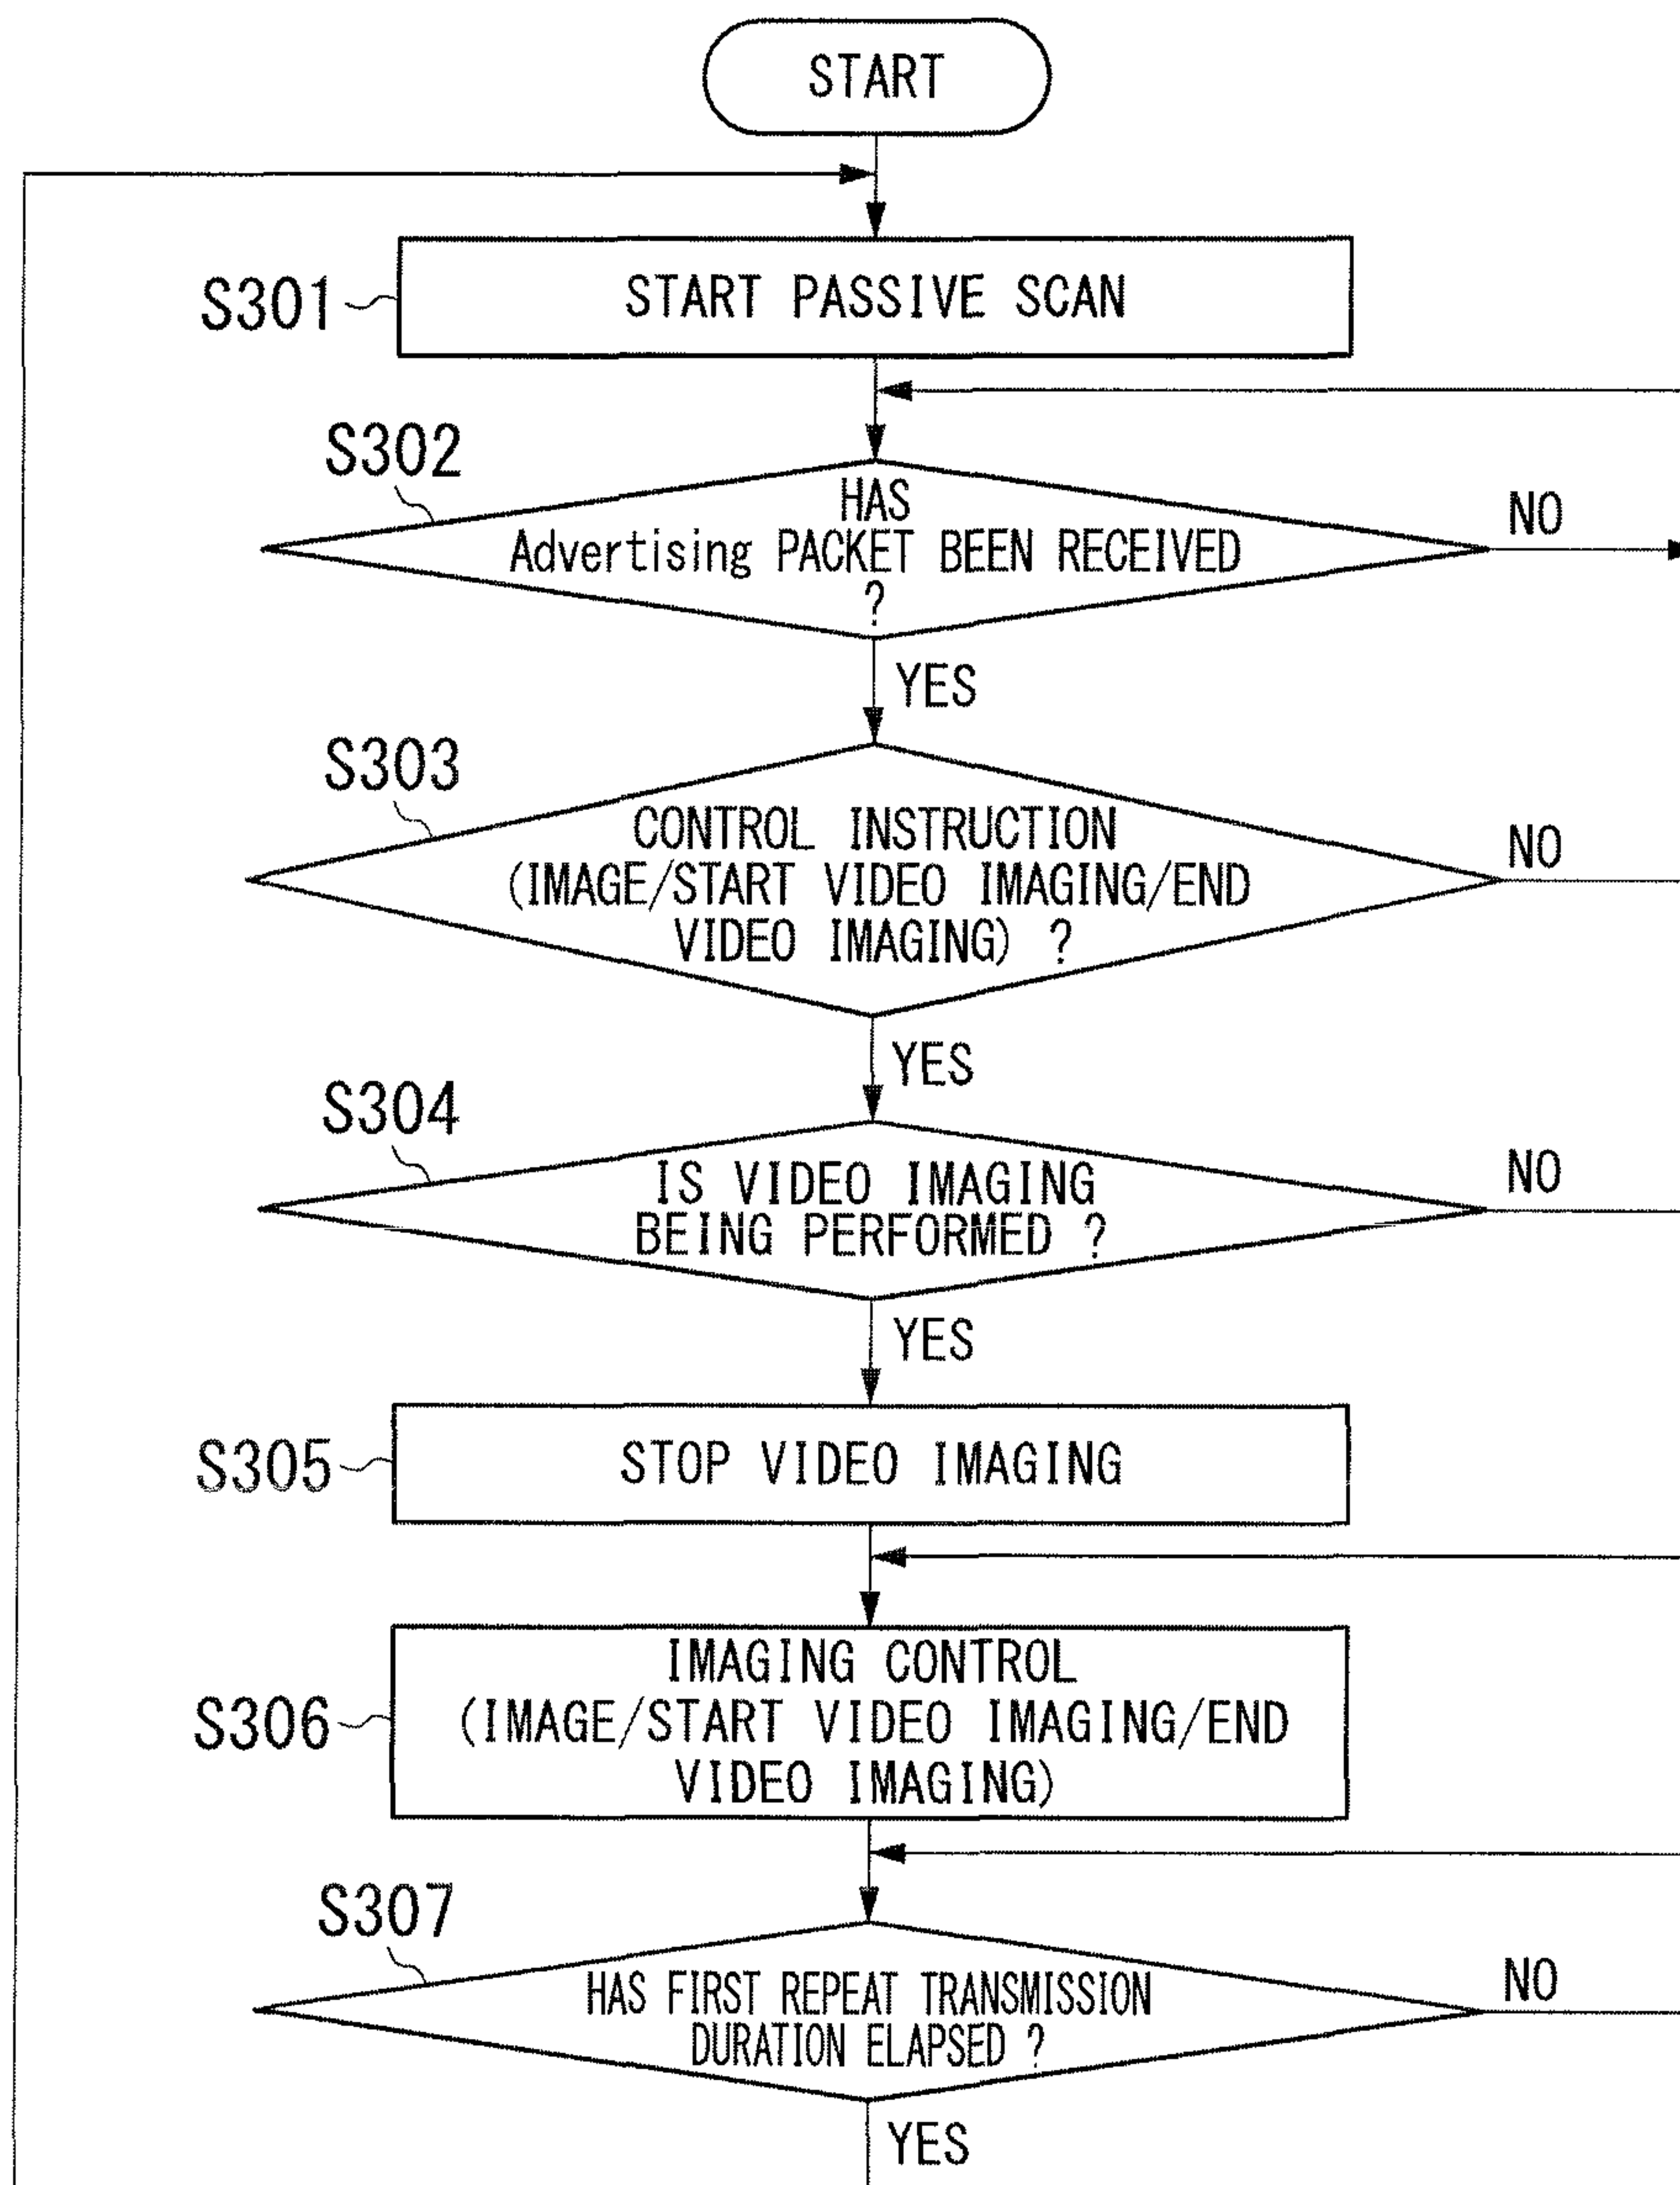 START
S301
START PASSIVE SCAN
S302
HAS
Advertising PACKET BEEN RECEIVED
?
NO
YES
S303
CONTROL INSTRUCTION
(IMAGE/START VIDEO IMAGING/END
VIDEO IMAGING) ?
NO
YES
S304
IS VIDEO IMAGING
BEING PERFORMED ?
NO
YES
S305
STOP VIDEO IMAGING
S306
IMAGING CONTROL
(IMAGE/START VIDEO IMAGING/END
VIDEO IMAGING)
S307
HAS FIRST REPEAT TRANSMISSION
DURATION ELAPSED ?
NO
YES